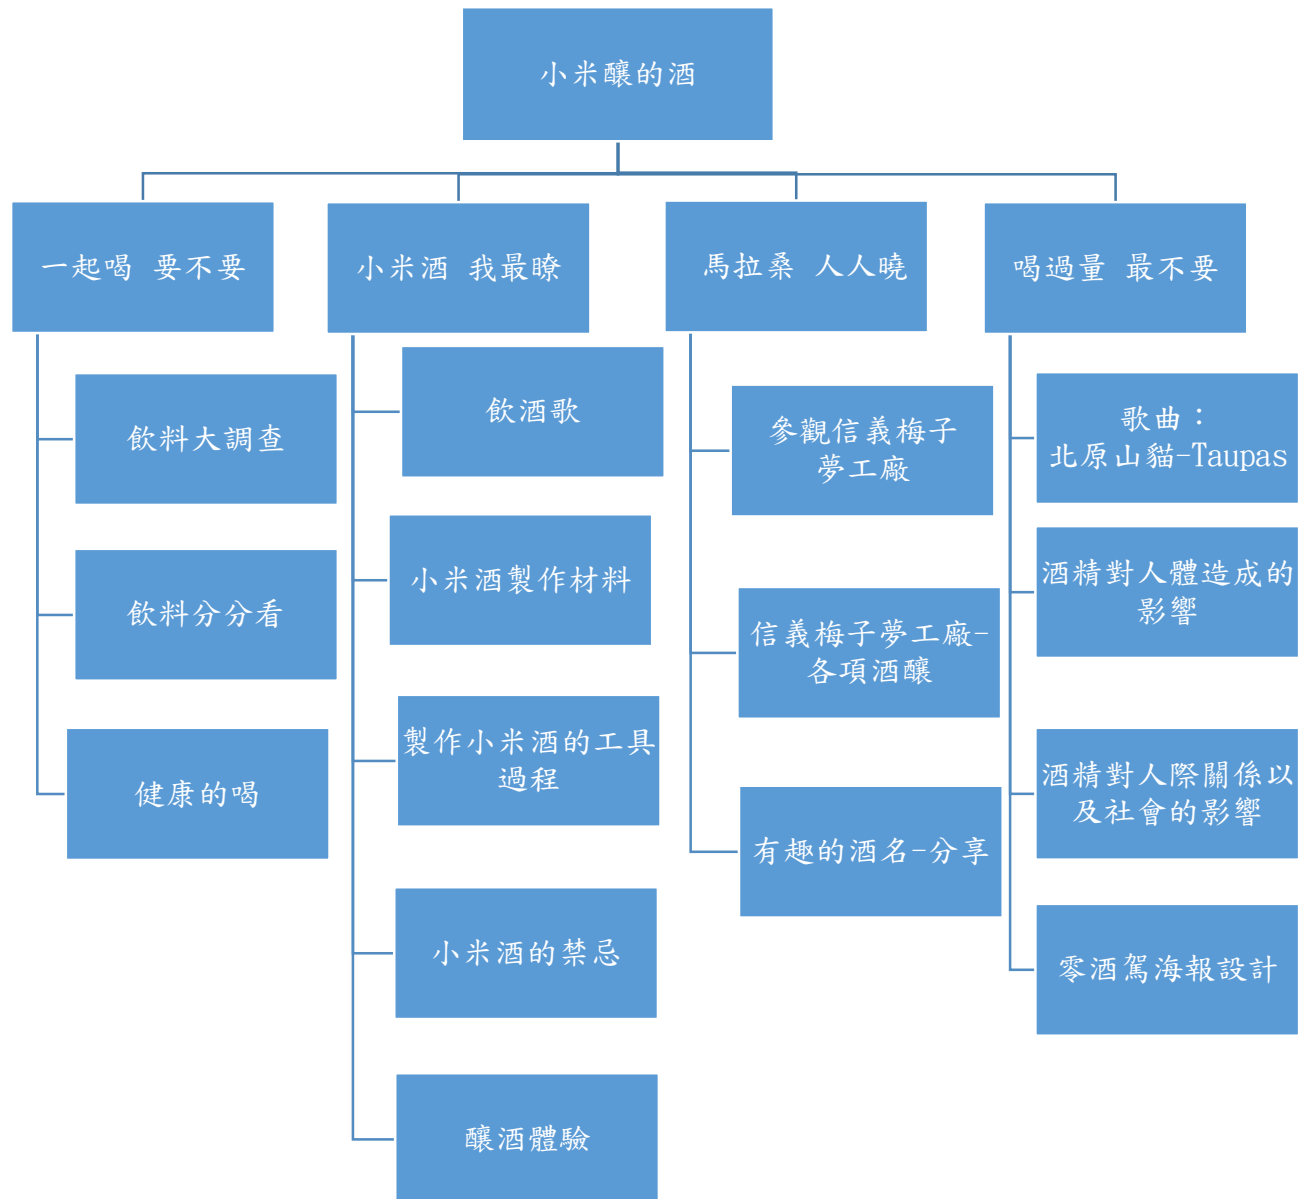 小米釀的酒
一起喝 要不要
飲料大調查
飲料分分看
健康的喝
小米酒 我最瞭
飲酒歌
小米酒製作材料
製作小米酒的工具
過程
小米酒的禁忌
釀酒體驗
馬拉桑 人人曉
參觀信義梅子
夢工廠
信義梅子夢工廠-
各項酒釀
有趣的酒名-分享
喝過量 最不要
歌曲：
北原山貓-Taupas
酒精對人體造成的
影響
酒精對人際關係以
及社會的影響
零酒駕海報設計